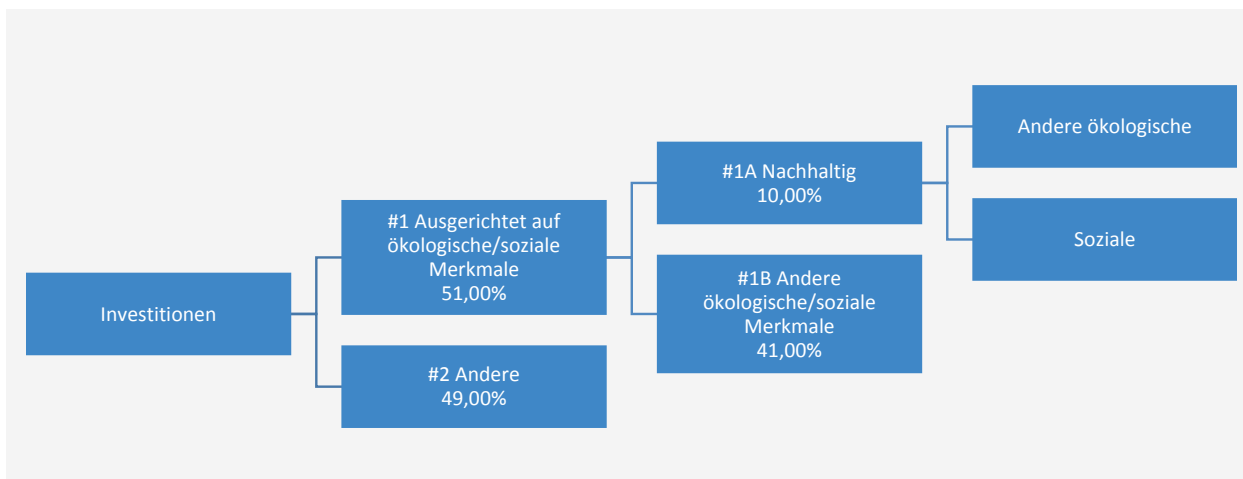 Investitionen
#1 Ausgerichtet auf
ökologische/soziale
Merkmale
51,00%
#2 Andere
49,00%
#1A Nachhaltig
10,00%
#1B Andere
ökologische/soziale
Merkmale
41,00%
Andere ökologische
Soziale